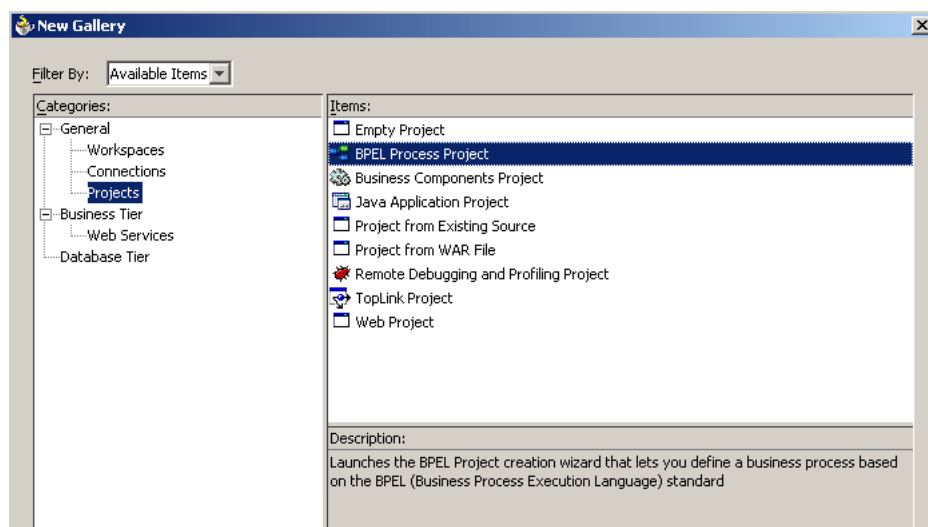 New Gallery
Filter By: Available Items
Categories:
General
Workspaces
Connections
Projects
Business Tier
Web Services
Database Tier
Items:
Empty Project
BPEL Process Project
Business Components Project
Java Application Project
Project from Existing Source
Project from WAR File
Remote Debugging and Profiling Project
TopLink Project
Web Project
Description:
Launches the BPEL Project creation wizard that lets you define a business process based
on the BPEL (Business Process Execution Language) standard